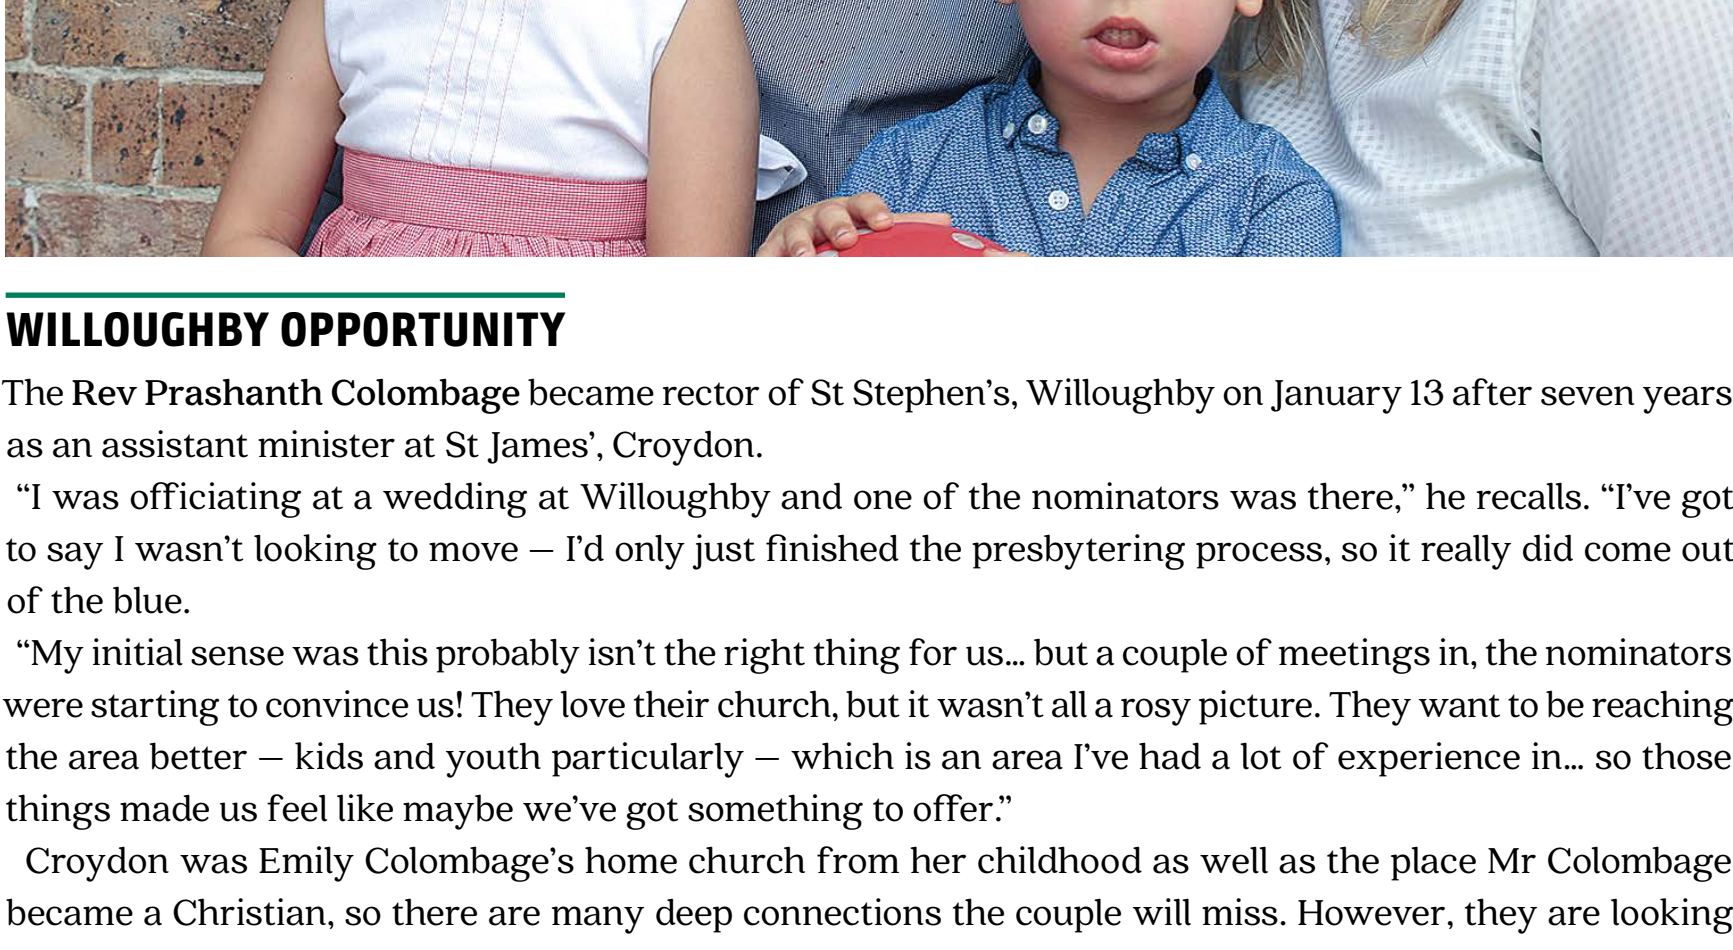 WILLOUGHBY OPPORTUNITY
The Rev Prashanth Colombage became rector of St Stephen’s, Willoughby on January 13 after seven years
as an assistant minister at St James’, Croydon.
“I was officiating at a wedding at Willoughby and one of the nominators was there,” he recalls. “I’ve got
to say I wasn’t looking to move – I’d only just finished the presbytering process, so it really did come out
of the blue.
“My initial sense was this probably isn’t the right thing for us… but a couple of meetings in, the nominators
were starting to convince us! They love their church, but it wasn’t all a rosy picture. They want to be reaching
the area better – kids and youth particularly – which is an area I’ve had a lot of experience in… so those
things made us feel like maybe we’ve got something to offer.”
Croydon was Emily Colombage’s home church from her childhood as well as the place Mr Colombage
became a Christian, so there are many deep connections the couple will miss. However, they are looking